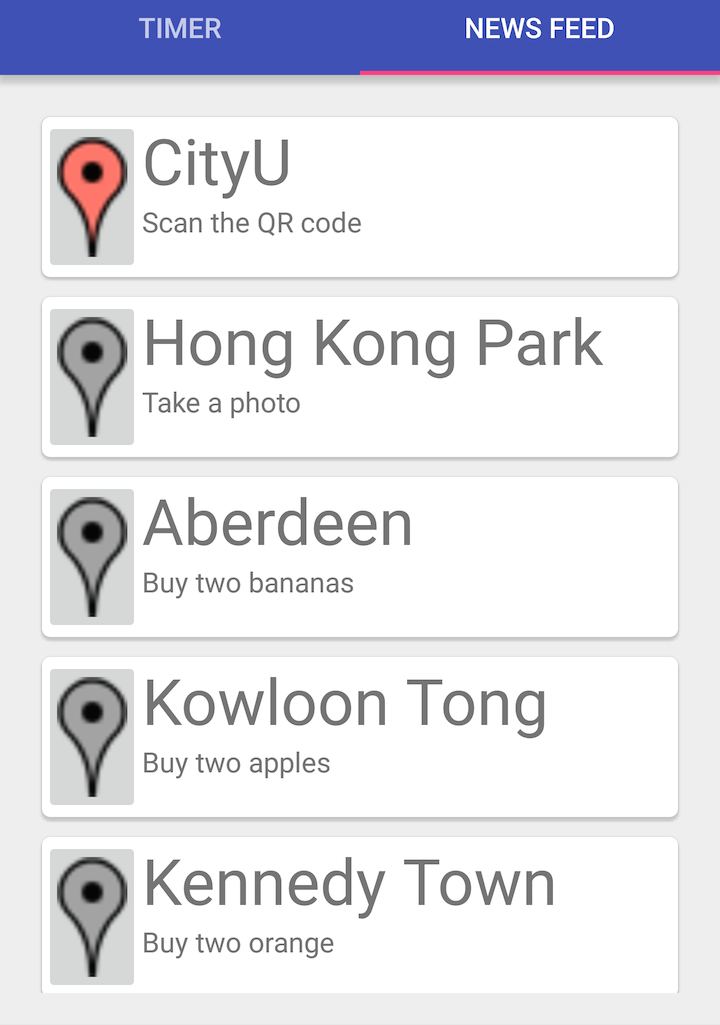 TIMER
NEWS FEED
CityU
Scan the QR code
Hong Kong Park
Take a photo
Aberdeen
Buy two bananas
Kowloon Tong
Buy two apples
Kennedy Town
Buy two orange